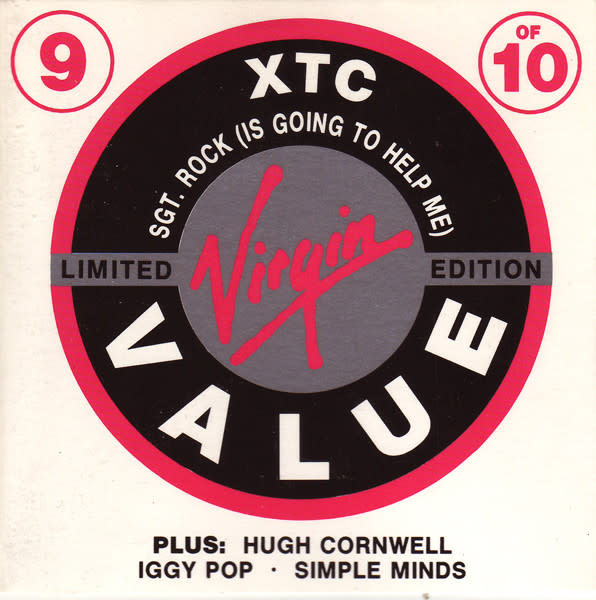 9
OF
10
XTC
SGT. ROCK (IS GOING TO HELP ME)
Virgin
LIMITED EDITION
VALUE
PLUS: HUGH CORNWELL
IGGY POP · SIMPLE MINDS